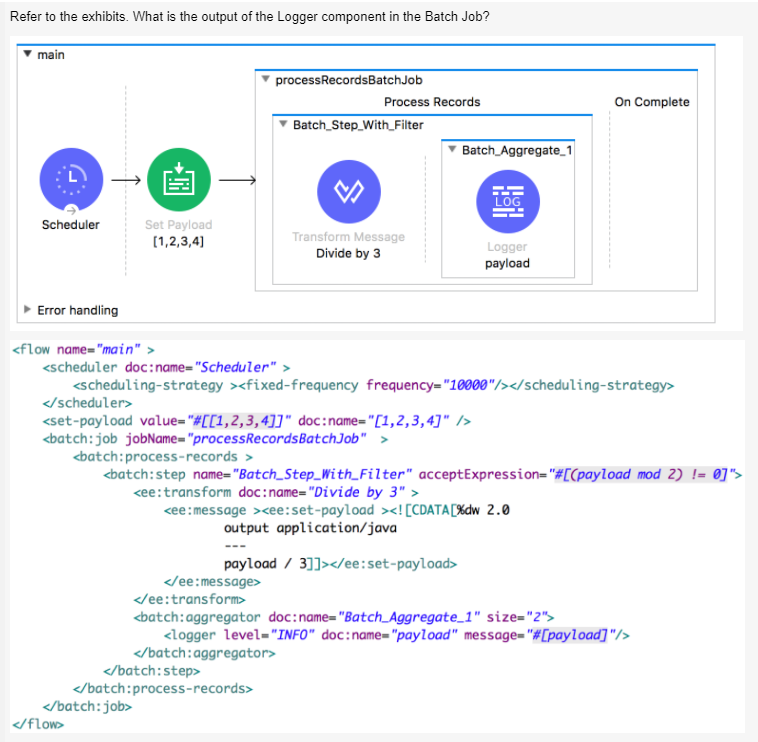 Refer to the exhibits. What is the output of the Logger component in the Batch Job?
main
processRecordsBatchJob
Process Records
On Complete
Batch_Step_With_Filter
Batch_Aggregate_1
LOG
Scheduler
Set Payload
[1,2,3,4]
Transform Message
Divide by 3
Logger
payload
Error handling
<flow name="main" >
<scheduler doc:name="Scheduler" >
<scheduling-strategy ><fixed-frequency frequency="10000"/></scheduling-strategy>
</scheduler>
<set-payload value="#[[1,2,3,4]]" doc:name="[1,2,3,4]" />
<batch:job jobName="processRecordsBatchJob" >
<batch:process-records >
<batch:step name="Batch_Step_With_Filter" acceptExpression="#[(payload mod 2) != 0]">
<ee:transform doc:name="Divide by 3" >
<ee:message ><ee:set-payload ><![CDATA[%dw 2.0
output application/java
---
payload / 3]]></ee:set-payload>
</ee:message>
</ee:transform>
<batch:aggregator doc:name="Batch_Aggregate_1" size="2">
<logger level="INFO" doc:name="payload" message="#[payload]"/>
</batch:aggregator>
</batch:step>
</batch:process-records>
</batch:job>
</flow>